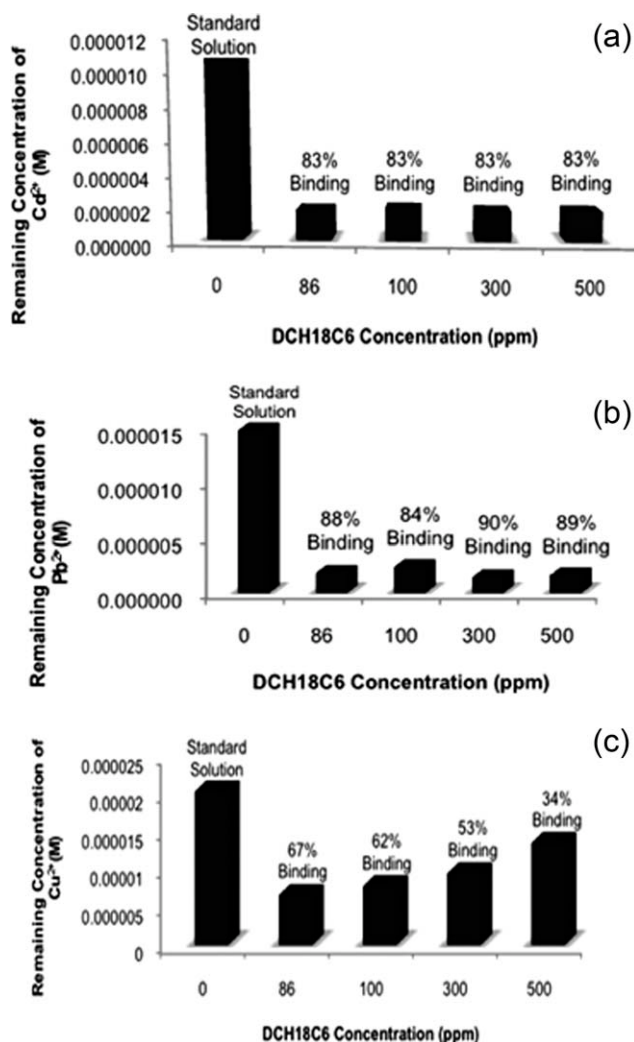 (a)
Standard
Solution
Remaining Concentration of
Cd²⁺ (M)
0.000012
0.000010
0.000008
0.000006
0.000004
0.000002
0.000000
83%
Binding
83%
Binding
83%
Binding
83%
Binding
0 86 100 300 500
DCH18C6 Concentration (ppm)
(b)
Standard
Solution
Remaining Concentration of
Pb²⁺ (M)
0.000015
0.000010
0.000005
0.000000
88%
Binding
84%
Binding
90%
Binding
89%
Binding
0 86 100 300 500
DCH18C6 Concentration (ppm)
(c)
Standard
Solution
Remaining Concentration of
Cu²⁺ (M)
0.000025
0.00002
0.000015
0.00001
0.000005
0
67%
Binding
62%
Binding
53%
Binding
34%
Binding
0 86 100 300 500
DCH18C6 Concentration (ppm)